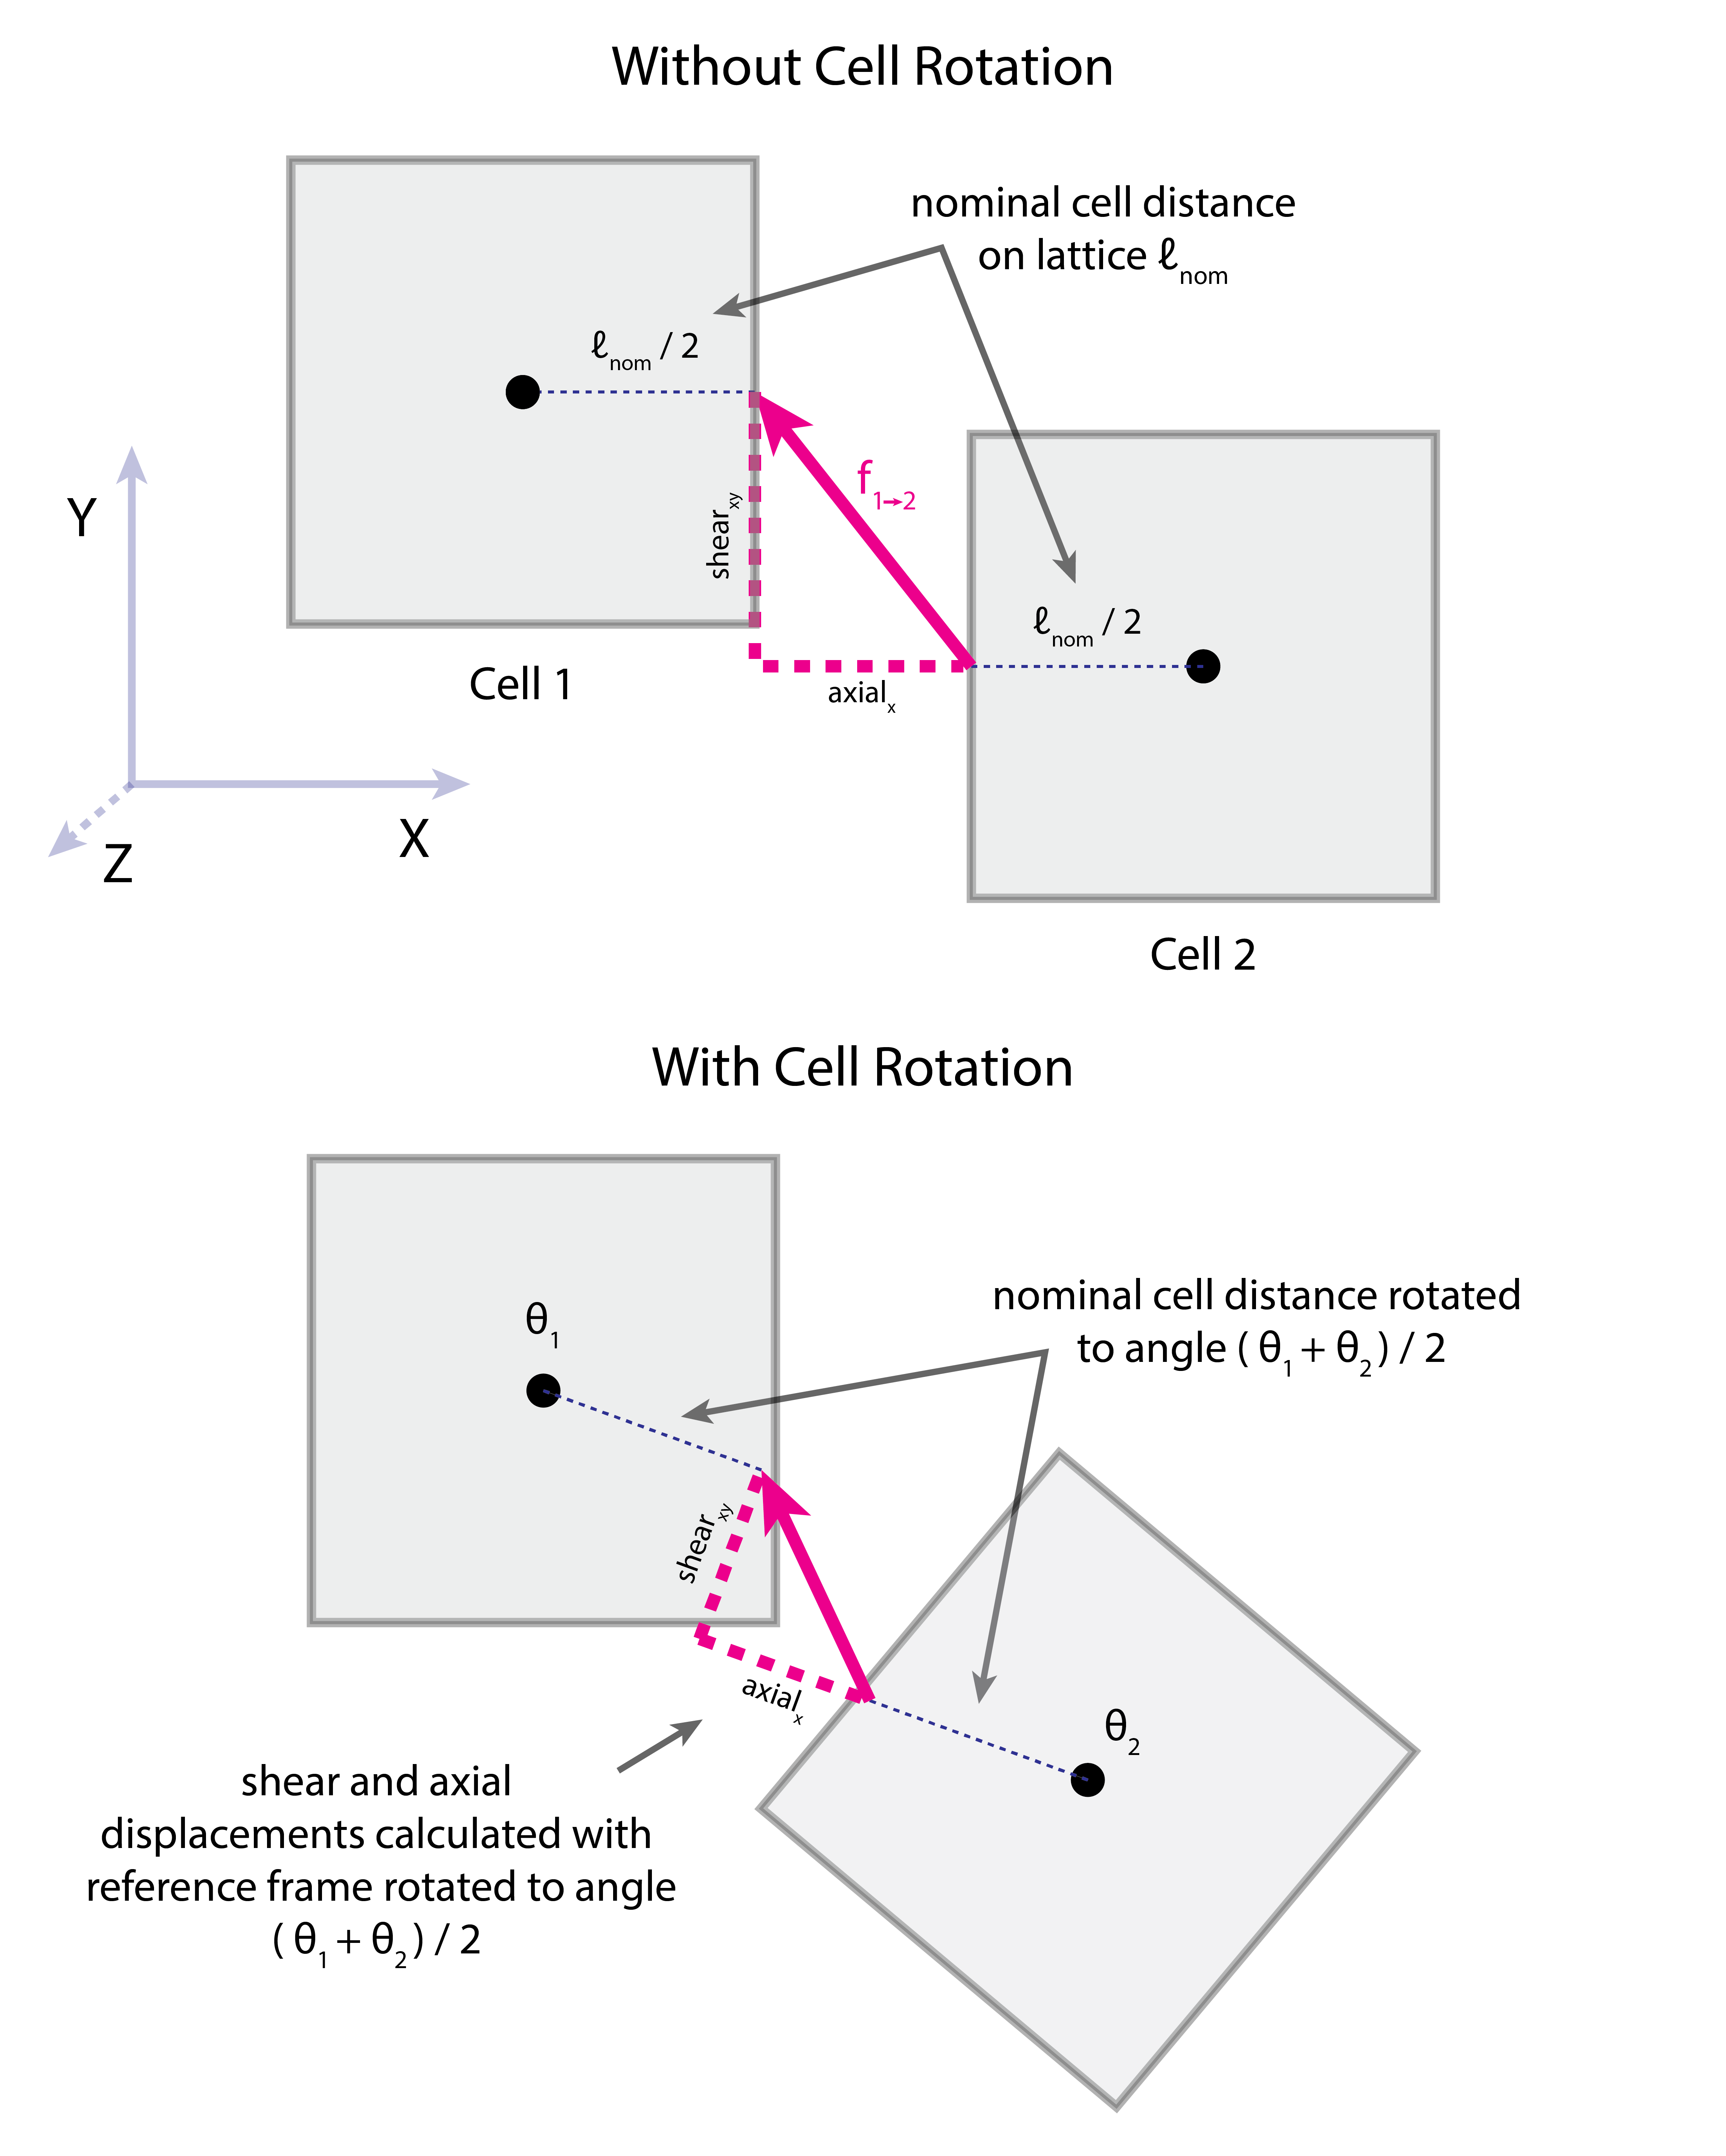 Without Cell Rotation
nominal cell distance
on lattice ℓnom
ℓnom / 2
f1→2
shearxy
Y
ℓnom / 2
Cell 1
axialx
X
Z
Cell 2
With Cell Rotation
nominal cell distance rotated
to angle ( θ1 + θ2 ) / 2
θ1
shearxy
axialx
θ2
shear and axial
displacements calculated with
reference frame rotated to angle
( θ1 + θ2 ) / 2